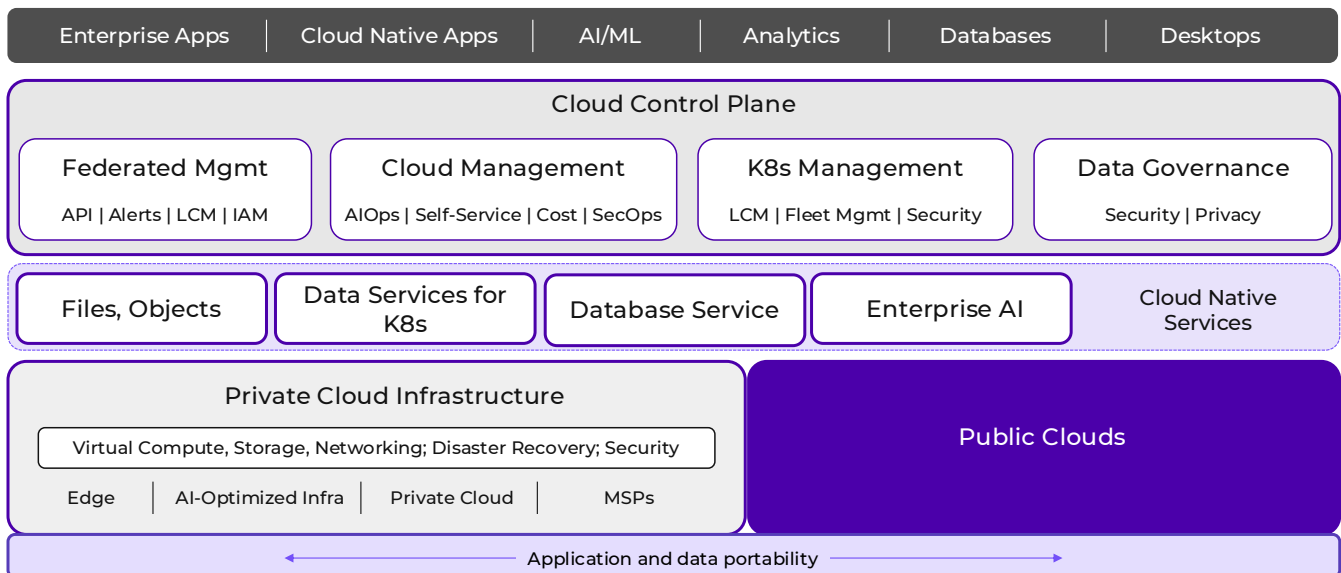 Enterprise Apps | Cloud Native Apps | AI/ML | Analytics | Databases | Desktops
Cloud Control Plane
Federated Mgmt
API | Alerts | LCM | IAM
Cloud Management
AIOps | Self-Service | Cost | SecOps
K8s Management
LCM | Fleet Mgmt | Security
Data Governance
Security | Privacy
Files, Objects
Data Services for
K8s
Database Service
Enterprise AI
Cloud Native
Services
Private Cloud Infrastructure
Virtual Compute, Storage, Networking; Disaster Recovery; Security
Edge | AI-Optimized Infra | Private Cloud | MSPs
Public Clouds
Application and data portability